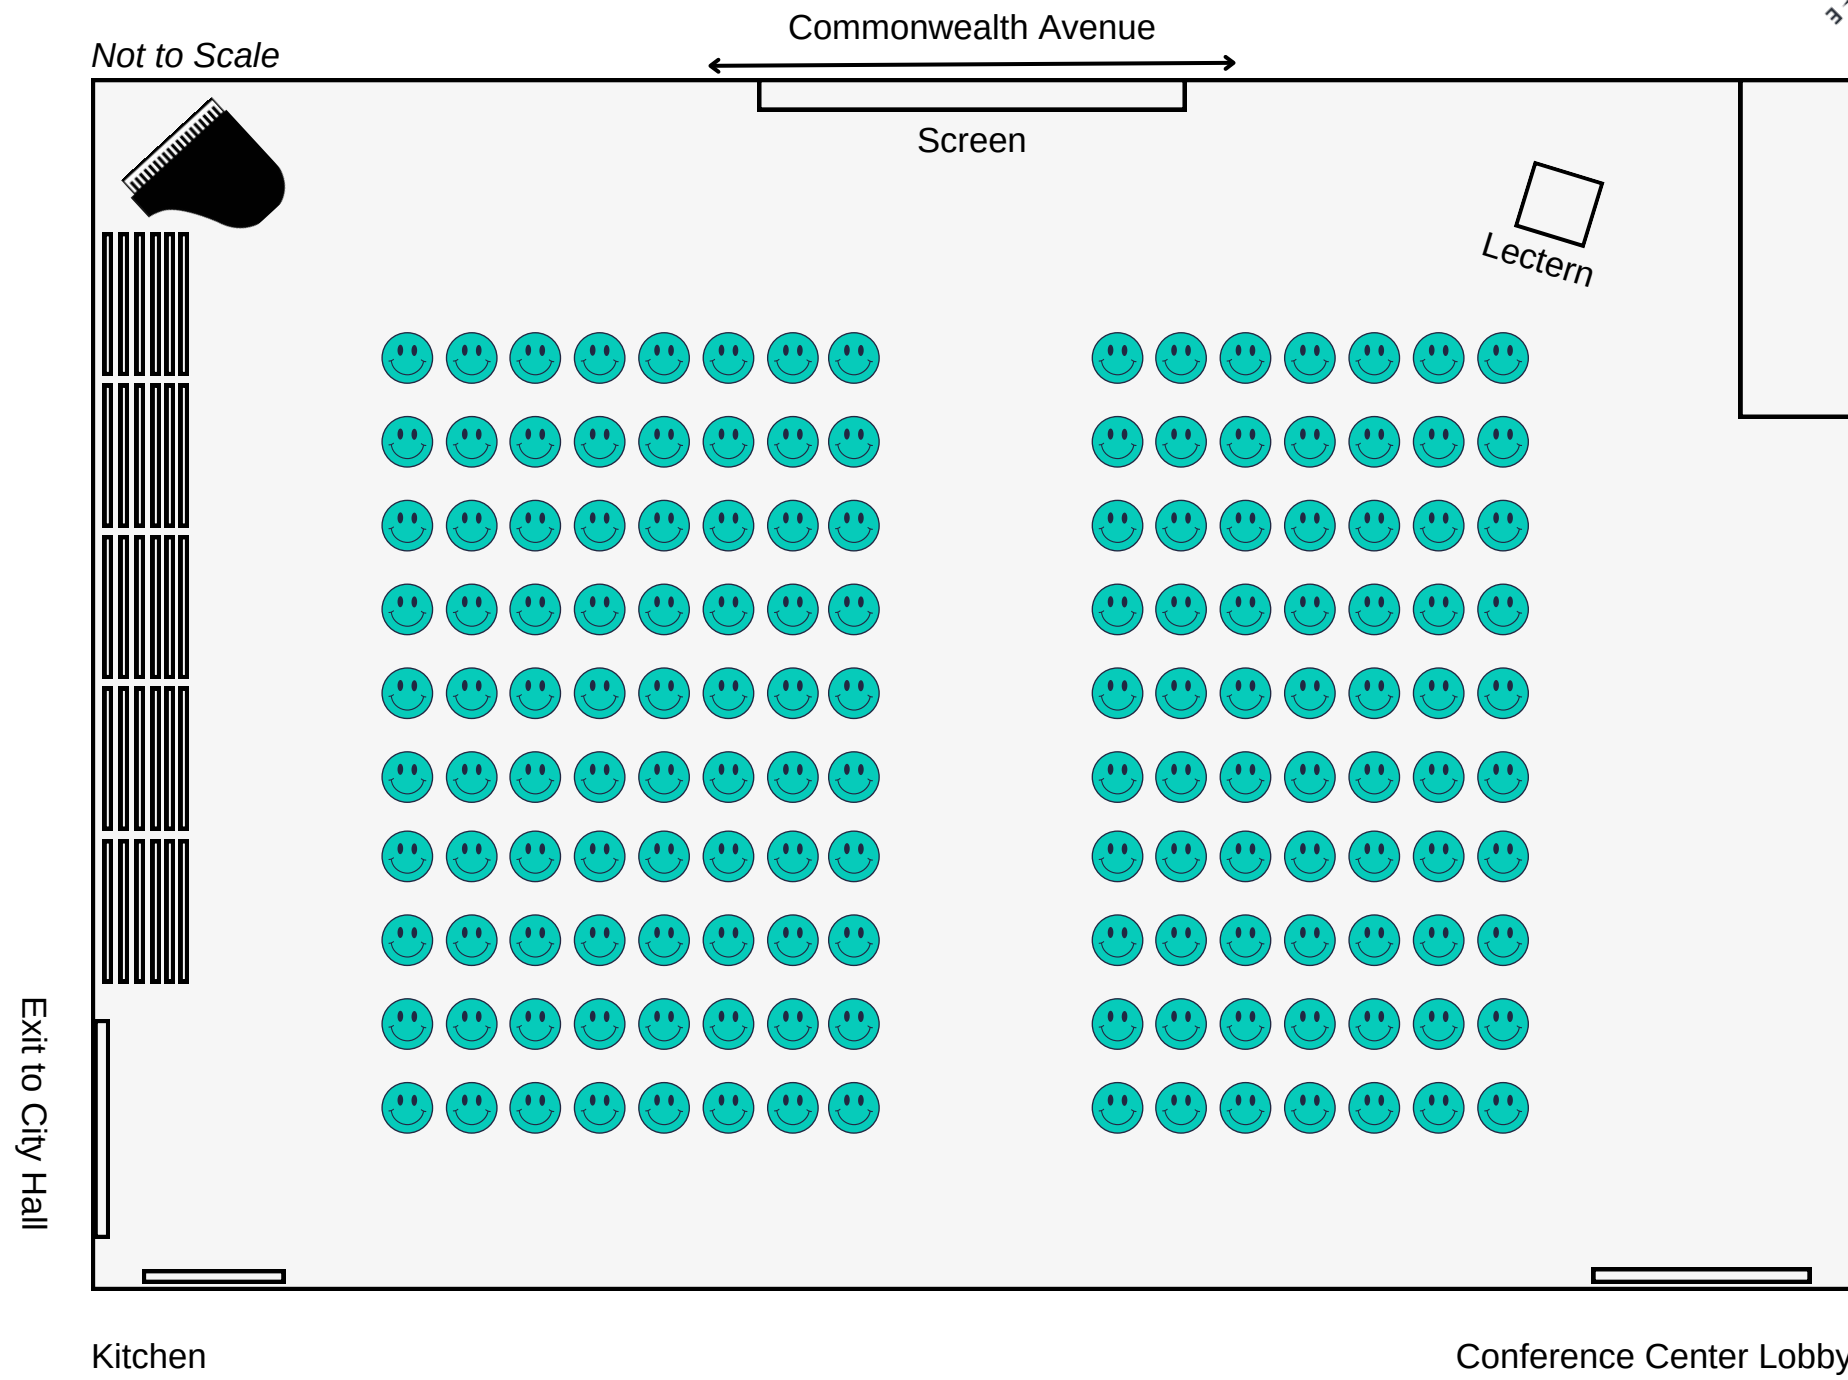 Commonwealth Avenue
Not to Scale
Screen
Lectern
Exit to City Hall
Kitchen
Conference Center Lobby